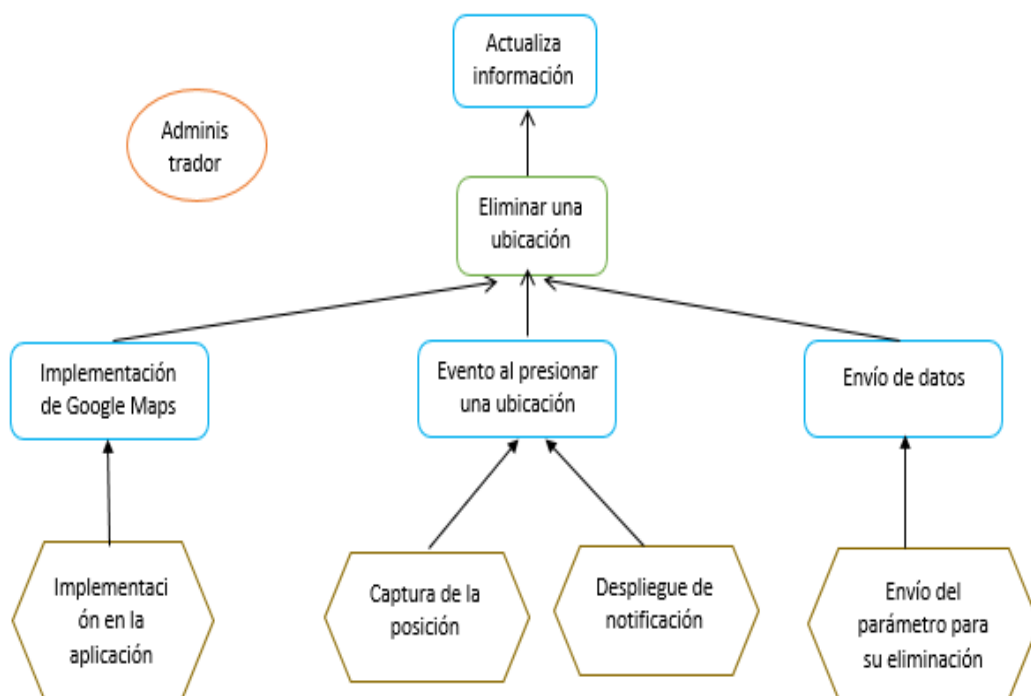 Actualiza
información
Adminis
trador
Eliminar una
ubicación
Implementación
de Google Maps
Evento al presionar
una ubicación
Envío de datos
Implementaci
ón en la
aplicación
Captura de la
posición
Despliegue de
notificación
Envío del
parámetro para
su eliminación